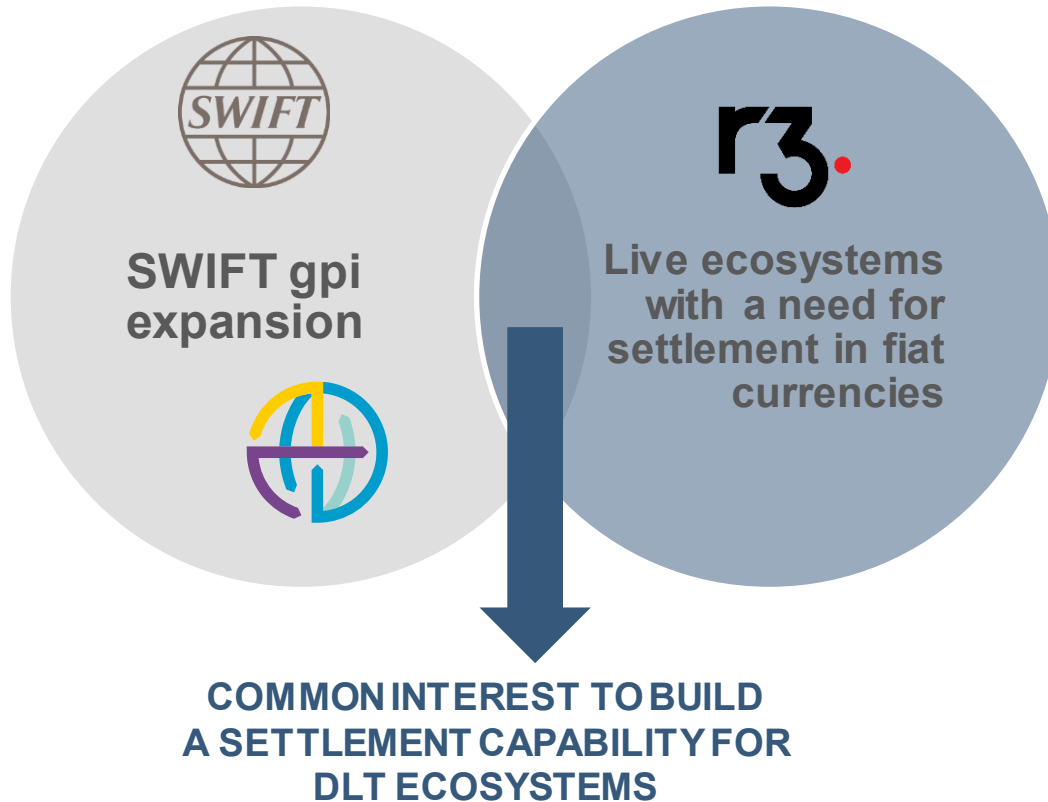 SWIFT
SWIFT gpi
expansion
r3.
Live ecosystems
with a need for
settlement in fiat
currencies
COMMON INTEREST TO BUILD
A SETTLEMENT CAPABILITY FOR
DLT ECOSYSTEMS